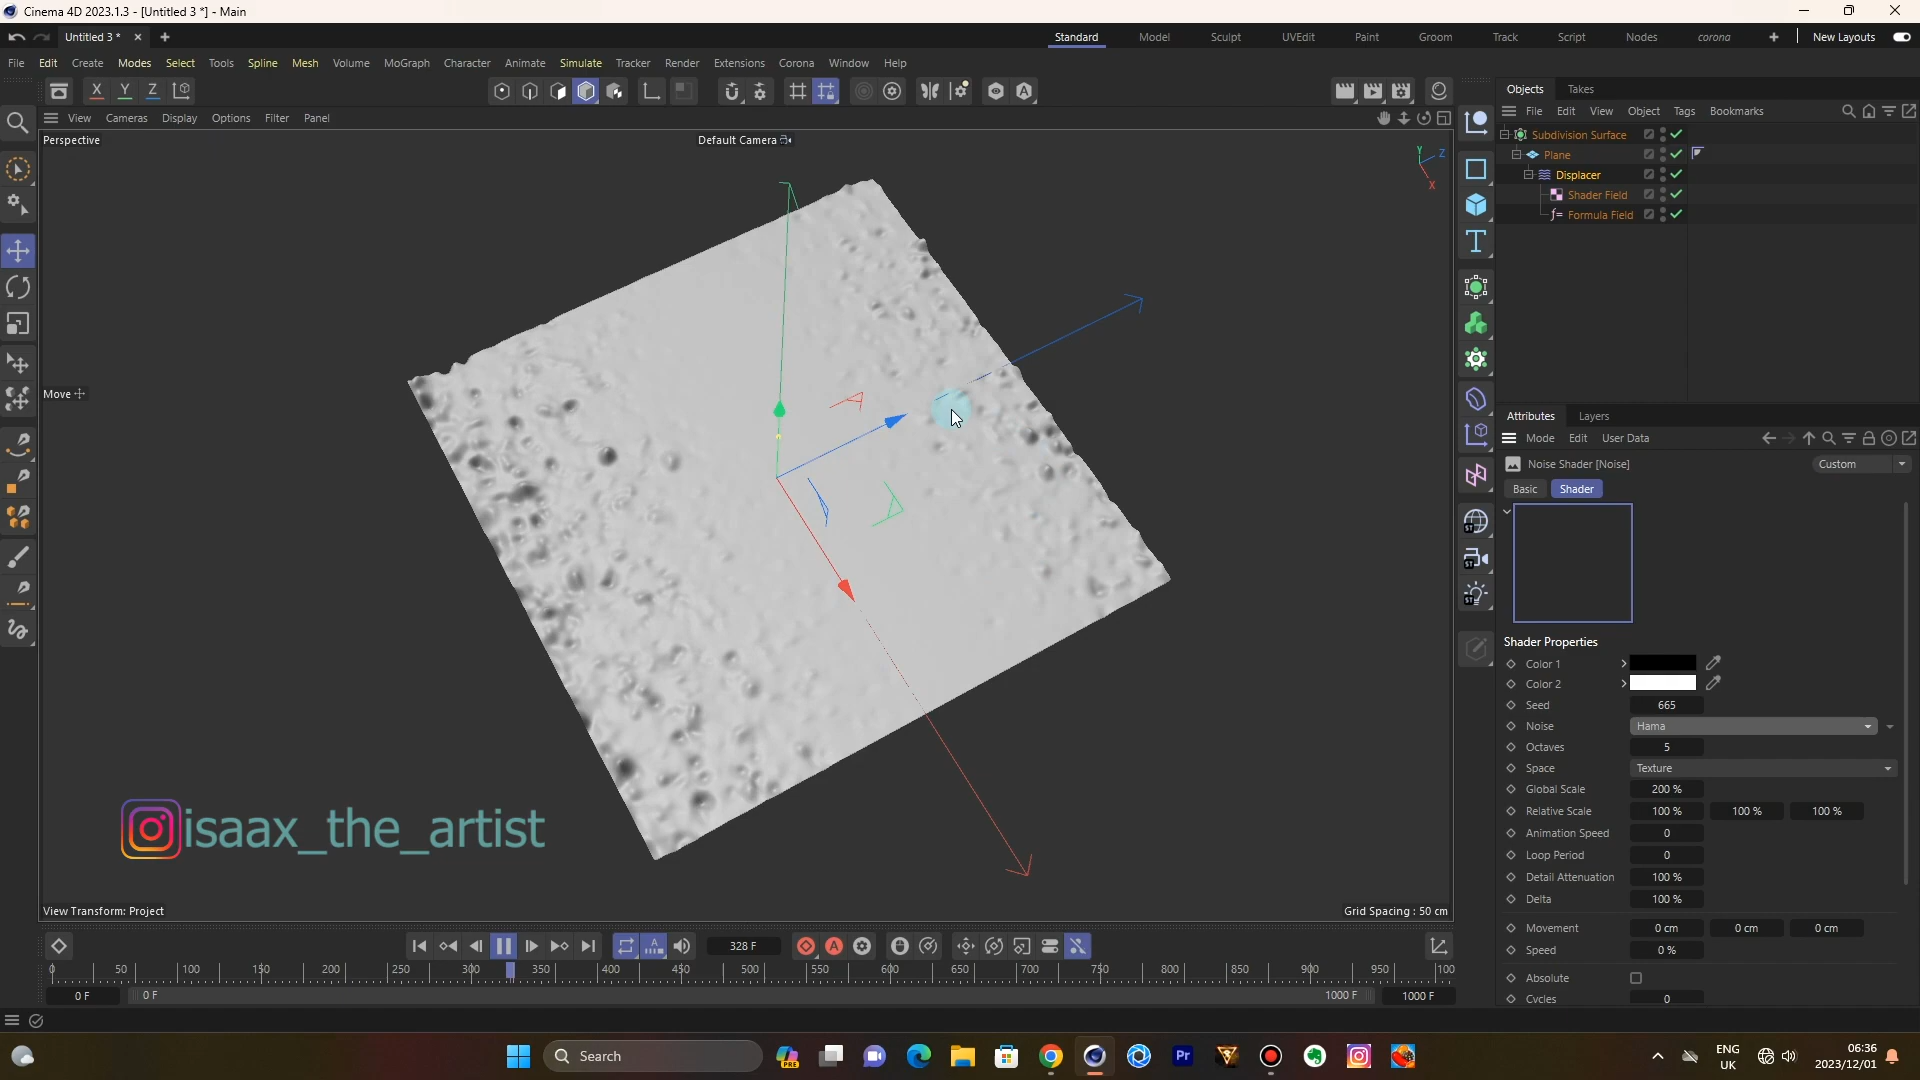 Cinema 4D 2023.1.3 - [Untitled 3 *] - Main
Untitled 3 *
Standard Model Sculpt UVEdit Paint Groom Track Script Nodes corona New Layouts
File Edit Create Modes Select Tools Spline Mesh Volume MoGraph Character Animate Simulate Tracker Render Extensions Corona Window Help
X Y Z
View Cameras Display Options Filter Panel
Perspective
Default Camera
Y Z X
Move
isaax_the_artist
View Transform: Project
Grid Spacing : 50 cm
Objects Takes
File Edit View Object Tags Bookmarks
Subdivision Surface
Plane
Displacer
Shader Field
Formula Field
Attributes Layers
Mode Edit User Data
Noise Shader [Noise] Custom
Basic Shader
Shader Properties
Color 1
Color 2
Seed 665
Noise Hama
Octaves 5
Space Texture
Global Scale 200 %
Relative Scale 100 % 100 % 100 %
Animation Speed 0
Loop Period 0
Detail Attenuation 100 %
Delta 100 %
Movement 0 cm 0 cm 0 cm
Speed 0 %
Absolute
Cycles 0
328 F
0 50 100 150 200 250 300 350 400 450 500 550 600 650 700 750 800 850 900 950 100
0 F 0 F 1000 F 1000 F
Search
PRE
Pr
ENG
UK
06:36
2023/12/01